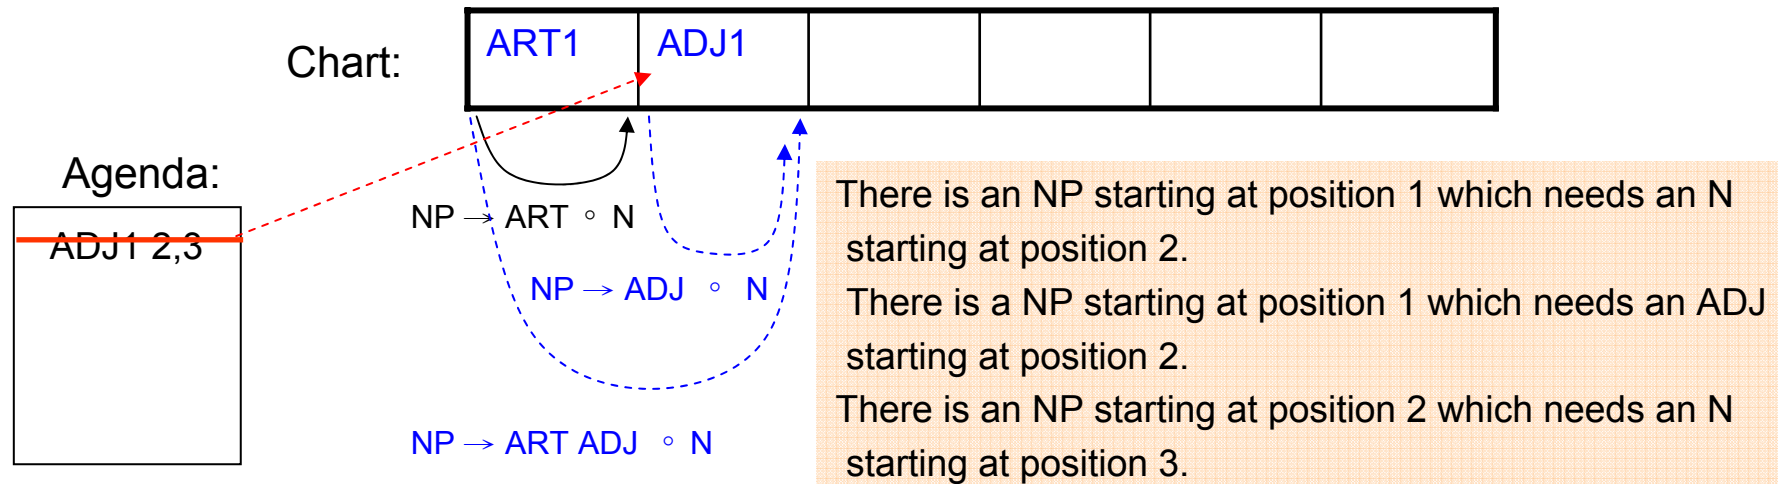 Chart:
ART1
ADJ1
Agenda:
ADJ1 2,3
NP → ART ∘ N
NP → ADJ ∘ N
NP → ART ADJ ∘ N
There is an NP starting at position 1 which needs an N
starting at position 2.
There is a NP starting at position 1 which needs an ADJ
starting at position 2.
There is an NP starting at position 2 which needs an N
starting at position 3.